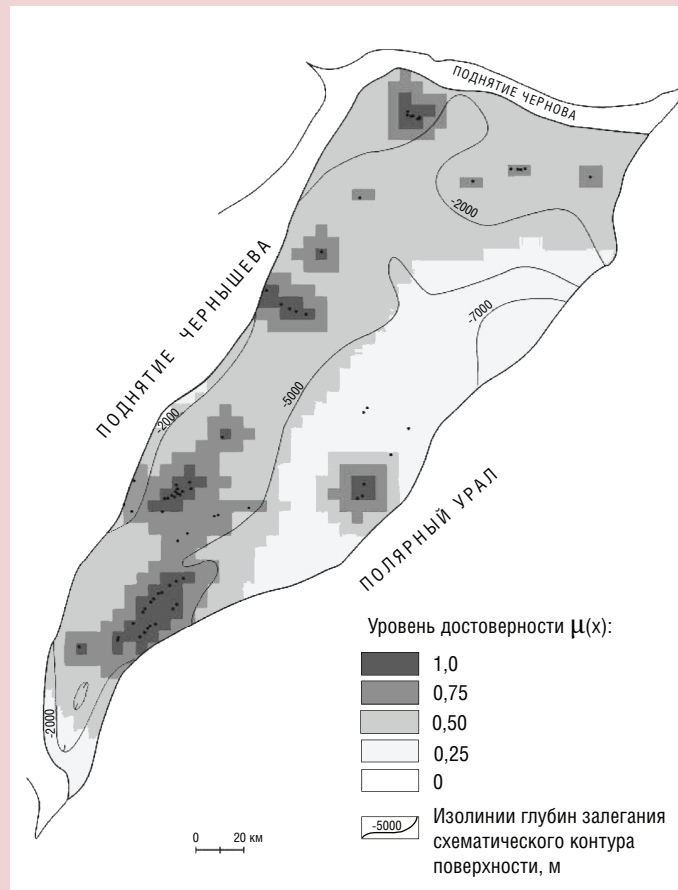 ПОДНЯТИЕ ЧЕРНОВА
-2000
ПОДНЯТИЕ ЧЕРНЫШЕВА
-7000
-5000
-2000
ПОЛЯРНЫЙ УРАЛ
-2000
Уровень достоверности μ(x):
1,0
0,75
0,50
0,25
0
-5000
Изолинии глубин залегания
схематического контура
поверхности, м
0 20 км